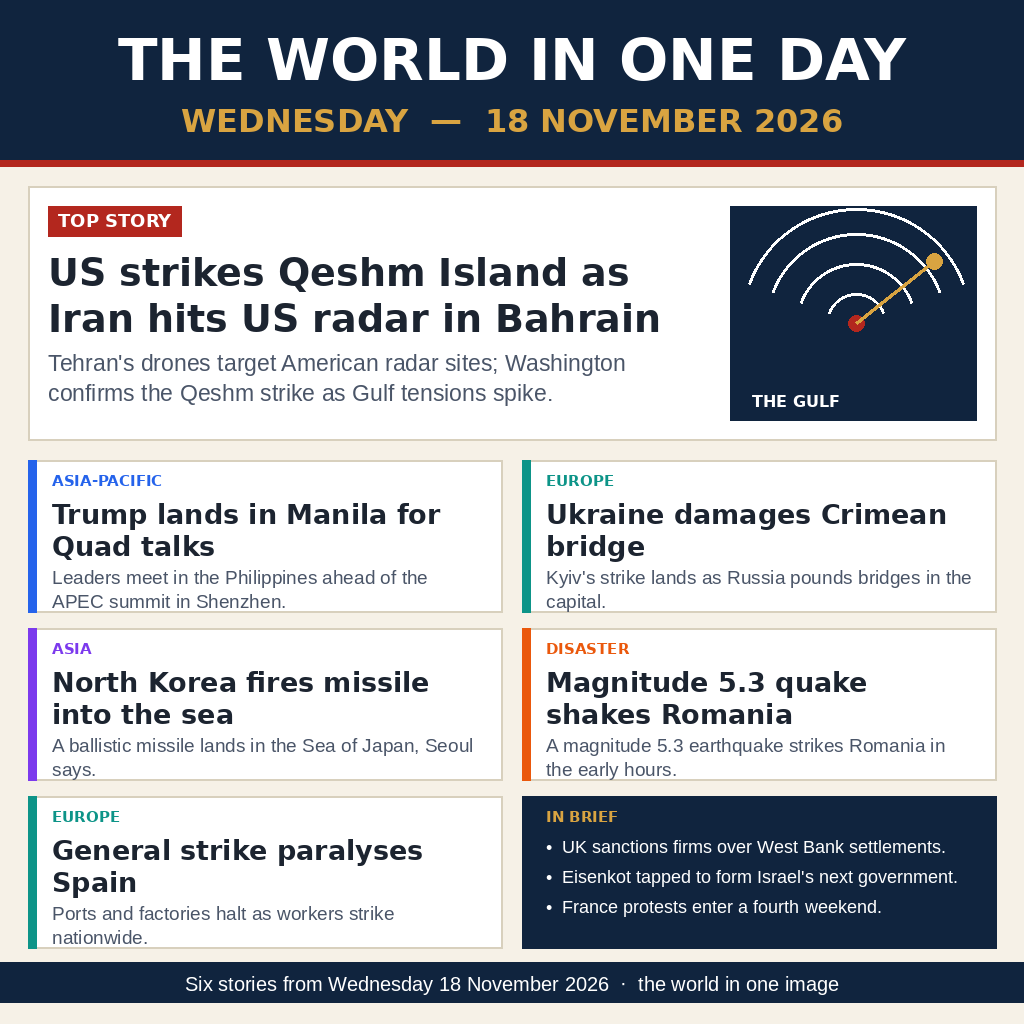 THE WORLD IN ONE DAY
WEDNESDAY — 18 NOVEMBER 2026
TOP STORY
US strikes Qeshm Island as
Iran hits US radar in Bahrain
Tehran's drones target American radar sites; Washington
confirms the Qeshm strike as Gulf tensions spike.
THE GULF
ASIA-PACIFIC
Trump lands in Manila for
Quad talks
Leaders meet in the Philippines ahead of the
APEC summit in Shenzhen.
EUROPE
Ukraine damages Crimean
bridge
Kyiv's strike lands as Russia pounds bridges in the
capital.
ASIA
North Korea fires missile
into the sea
A ballistic missile lands in the Sea of Japan, Seoul
says.
DISASTER
Magnitude 5.3 quake
shakes Romania
A magnitude 5.3 earthquake strikes Romania in
the early hours.
EUROPE
General strike paralyses
Spain
Ports and factories halt as workers strike
nationwide.
IN BRIEF
• UK sanctions firms over West Bank settlements.
• Eisenkot tapped to form Israel's next government.
• France protests enter a fourth weekend.
Six stories from Wednesday 18 November 2026 · the world in one image